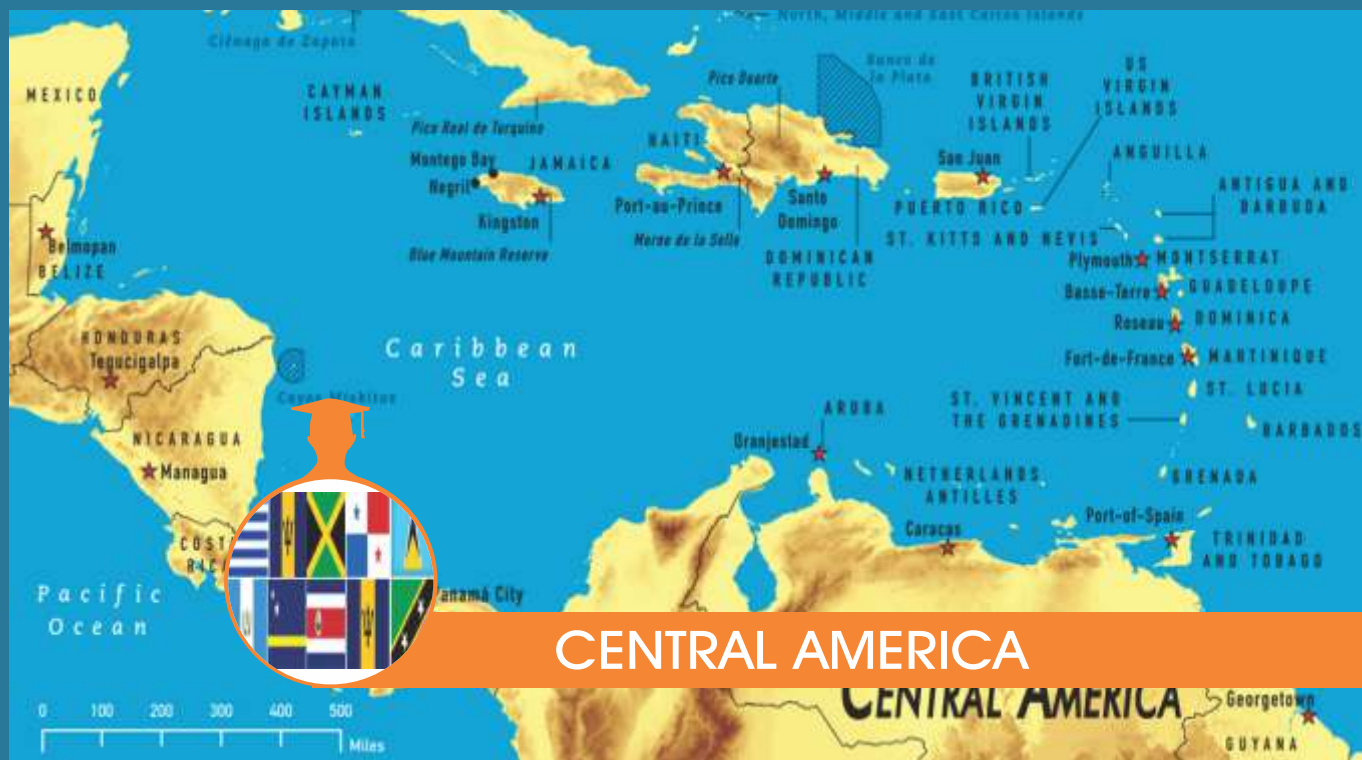 North, Middle and East Caicos Islands
Ciénaga de Zapata
MEXICO
CAYMAN
ISLANDS
Pico Real de Turquino
Pico Duarte
Banco de
la Plata
BRITISH
VIRGIN
ISLANDS
US
VIRGIN
ISLANDS
ANGUILLA
ANTIGUA AND
BARBUDA
HAITI
Montego Bay
JAMAICA
Negril
Kingston
Blue Mountain Reserve
Port-au-Prince
Morne de la Selle
Santo
Domingo
DOMINICAN
REPUBLIC
San Juan
PUERTO RICO
ST. KITTS AND NEVIS
Plymouth
MONTSERRAT
Basse-Terre
GUADELOUPE
Roseau
DOMINICA
Fort-de-France
MARTINIQUE
ST. LUCIA
ST. VINCENT AND
THE GRENADINES
BARBADOS
GRENADA
Belmopan
BELIZE
HONDURAS
Tegucigalpa
Caribbean
Sea
Cayos Miskitos
NICARAGUA
Managua
ARUBA
Oranjestad
NETHERLANDS
ANTILLES
Caracas
Port-of-Spain
TRINIDAD
AND TOBAGO
COST
RICA
Pacific
Ocean
anamá City
CENTRAL AMERICA
CENTRAL AMERICA
Georgetown
GUYANA
0 100 200 300 400 500
Miles